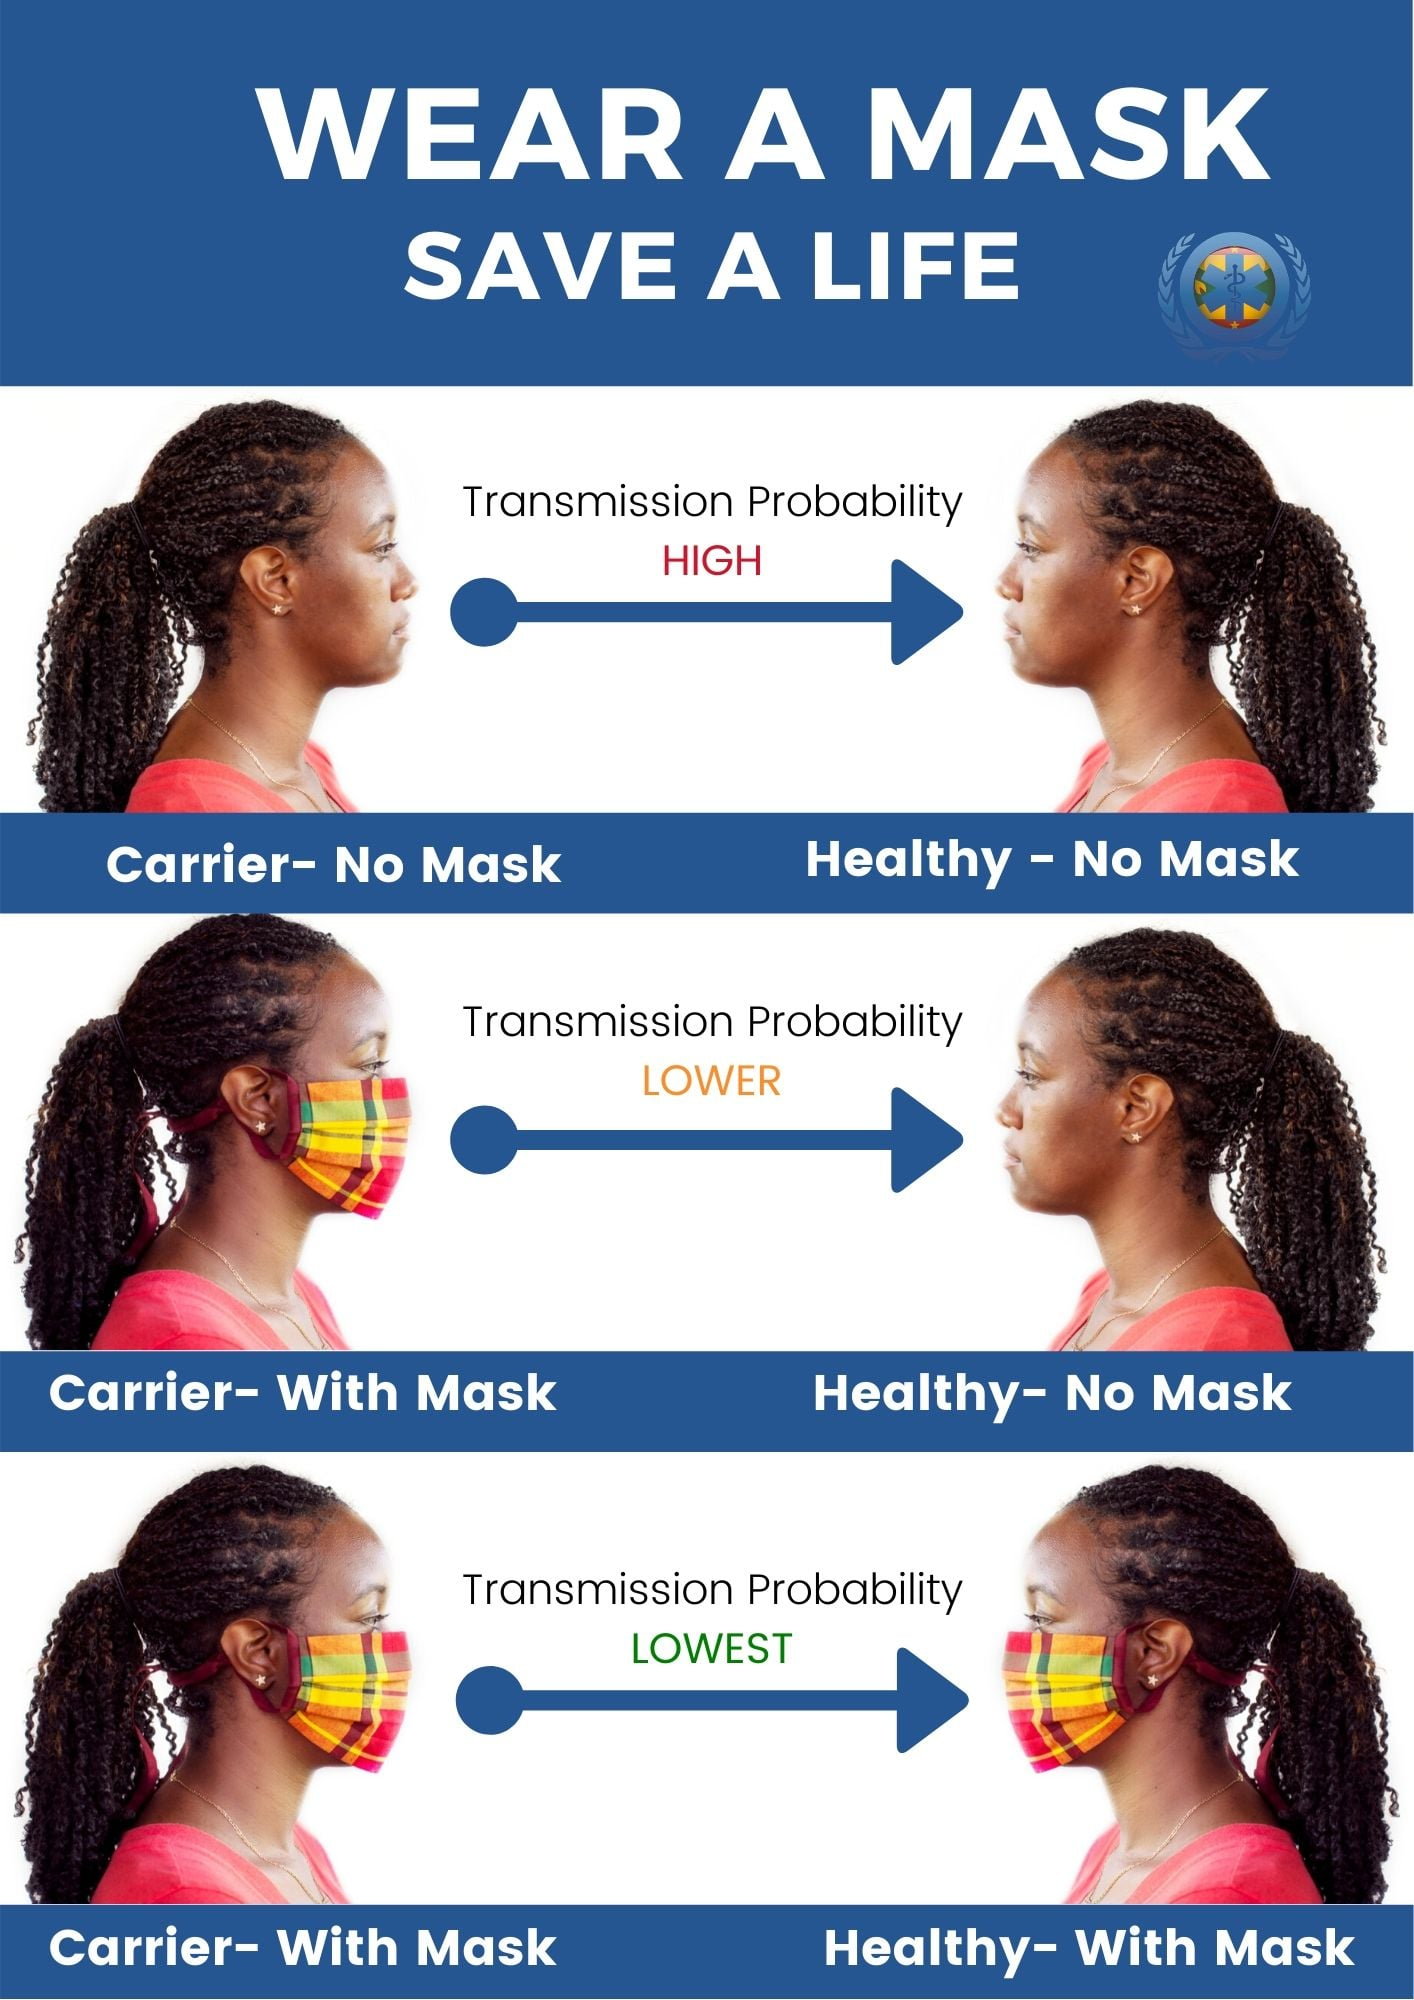 WEAR A MASK
SAVE A LIFE
Transmission Probability
HIGH
Carrier- No Mask
Healthy - No Mask
Transmission Probability
LOWER
Carrier- With Mask
Healthy- No Mask
Transmission Probability
LOWEST
Carrier- With Mask
Healthy- With Mask